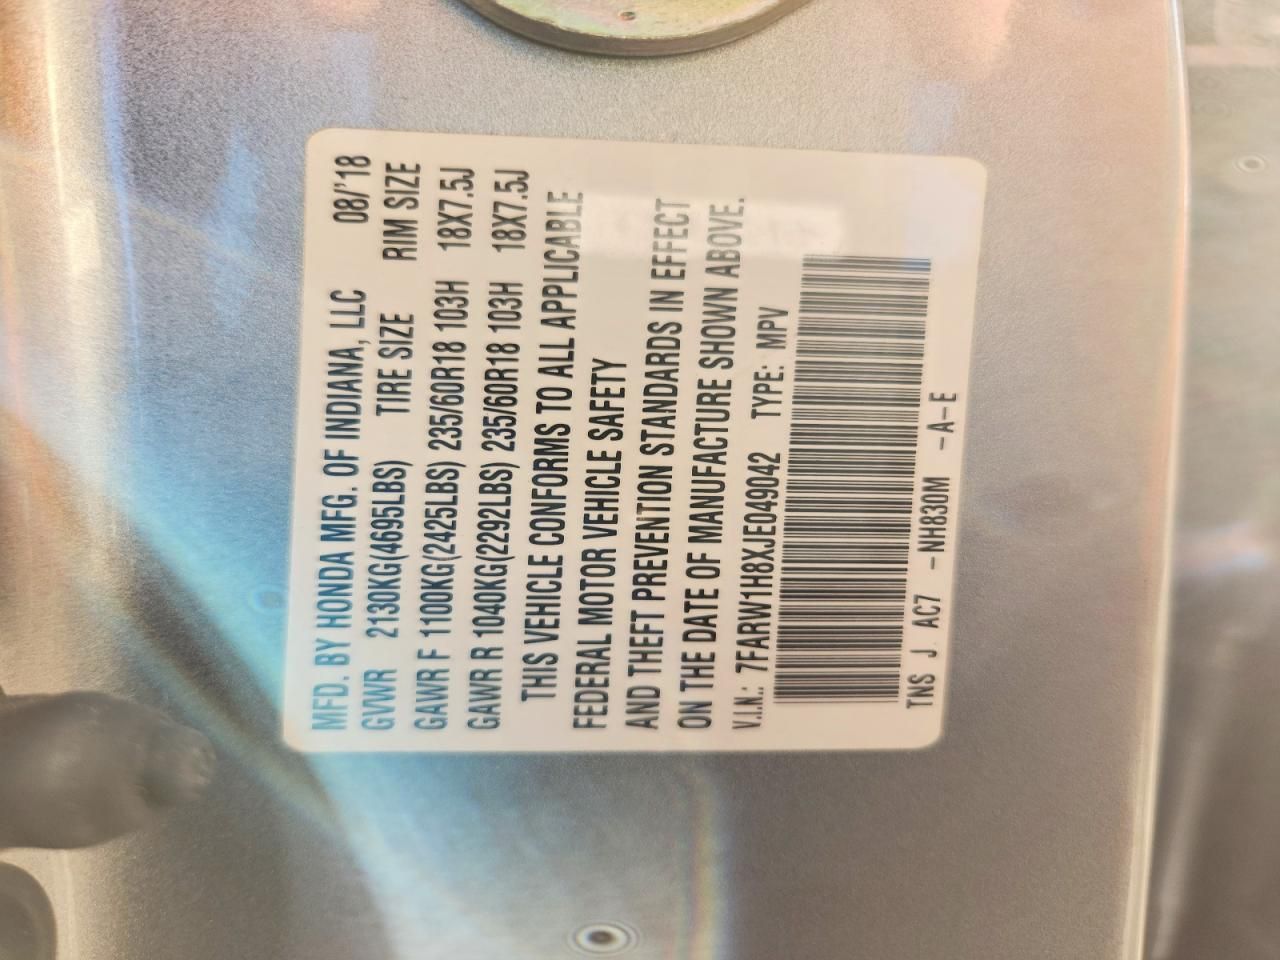 MFD. BY HONDA MFG. OF INDIANA, LLC 08/'18
GVWR 2130KG(4695LBS) TIRE SIZE RIM SIZE
GAWR F 1100KG(2425LBS) 235/60R18 103H 18X7.5J
GAWR R 1040KG(2292LBS) 235/60R18 103H 18X7.5J
THIS VEHICLE CONFORMS TO ALL APPLICABLE
FEDERAL MOTOR VEHICLE SAFETY
AND THEFT PREVENTION STANDARDS IN EFFECT
ON THE DATE OF MANUFACTURE SHOWN ABOVE.
V.I.N.: 7FARW1H8XJE049042 TYPE: MPV
TNS J AC7 -NH830M -A-E